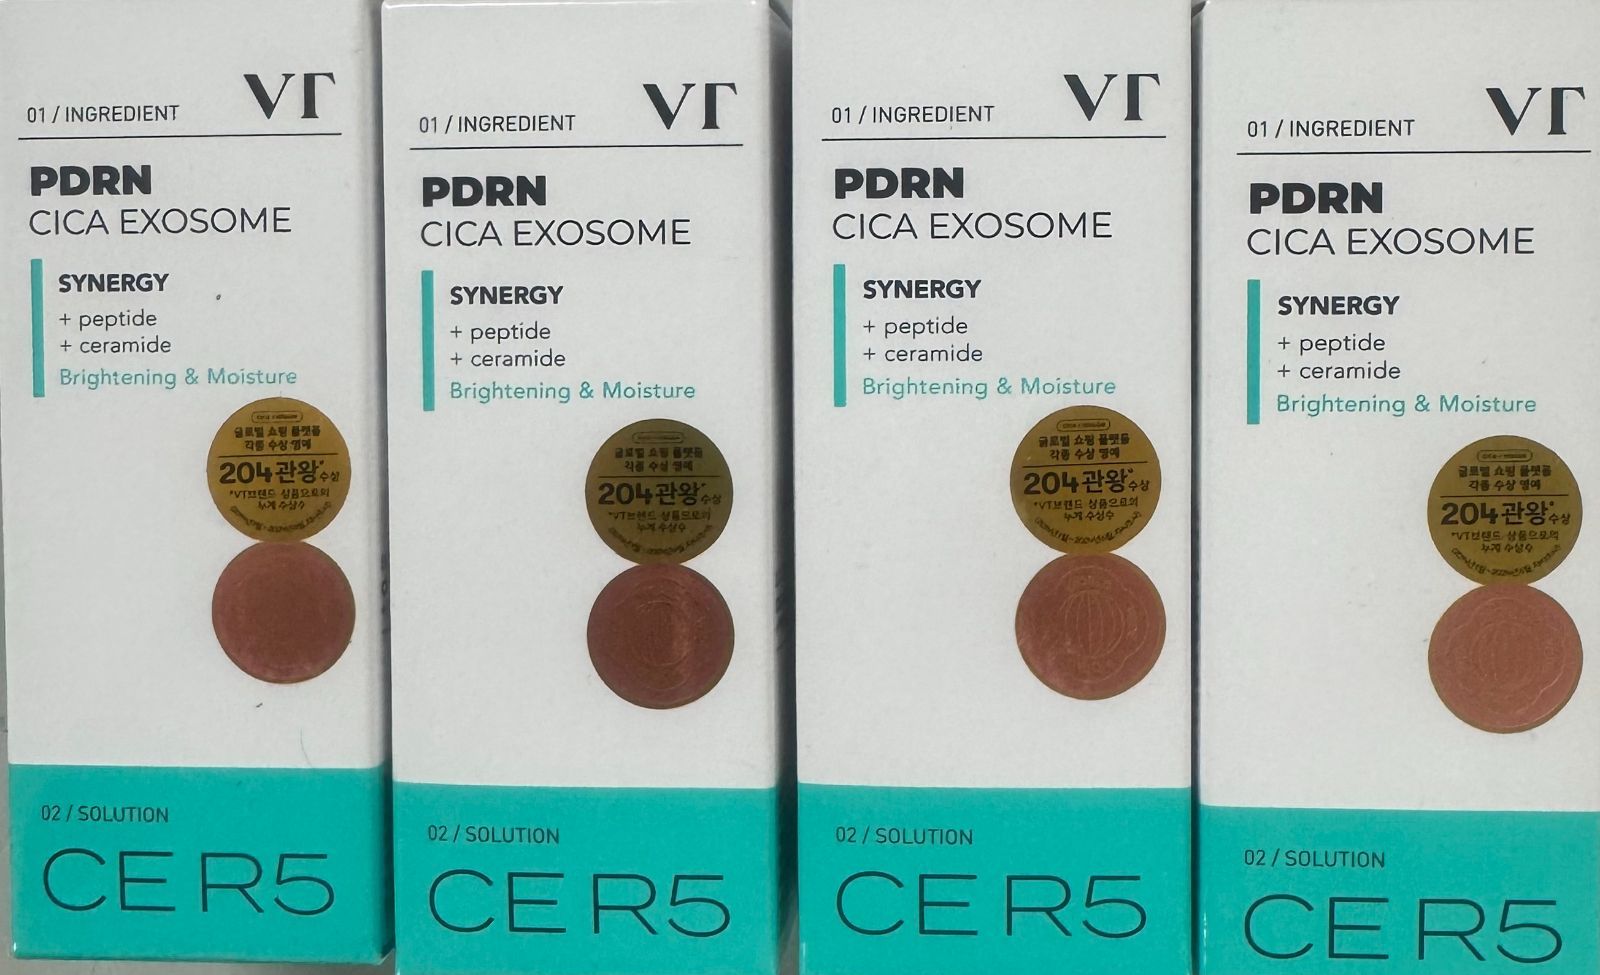 VT
01 / INGREDIENT
PDRN
CICA EXOSOME
SYNERGY
+ peptide
+ ceramide
Brightening & Moisture
글로벌 쇼핑 플랫폼
각종 수상 명예
204관왕* 수상
*VT브랜드 상품으로의
누계 수상수
02 / SOLUTION
CE R5
VT
01 / INGREDIENT
PDRN
CICA EXOSOME
SYNERGY
+ peptide
+ ceramide
Brightening & Moisture
글로벌 쇼핑 플랫폼
각종 수상 명예
204관왕* 수상
*VT브랜드 상품으로의
누계 수상수
02 / SOLUTION
CE R5
VT
01 / INGREDIENT
PDRN
CICA EXOSOME
SYNERGY
+ peptide
+ ceramide
Brightening & Moisture
글로벌 쇼핑 플랫폼
각종 수상 명예
204관왕* 수상
*VT브랜드 상품으로의
누계 수상수
02 / SOLUTION
CE R5
VT
01 / INGREDIENT
PDRN
CICA EXOSOME
SYNERGY
+ peptide
+ ceramide
Brightening & Moisture
글로벌 쇼핑 플랫폼
각종 수상 명예
204관왕* 수상
*VT브랜드 상품으로의
누계 수상수
02 / SOLUTION
CE R5